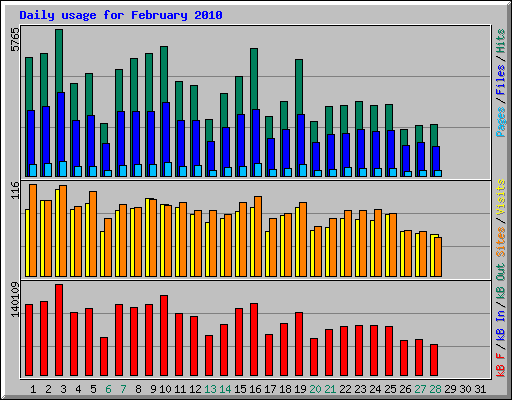 Daily usage for February 2010
5765
Pages / Files / Hits
116
Sites / Visits
140109
kB F / kB In / kB Out
1 2 3 4 5 6 7 8 9 10 11 12 13 14 15 16 17 18 19 20 21 22 23 24 25 26 27 28 29 30 31